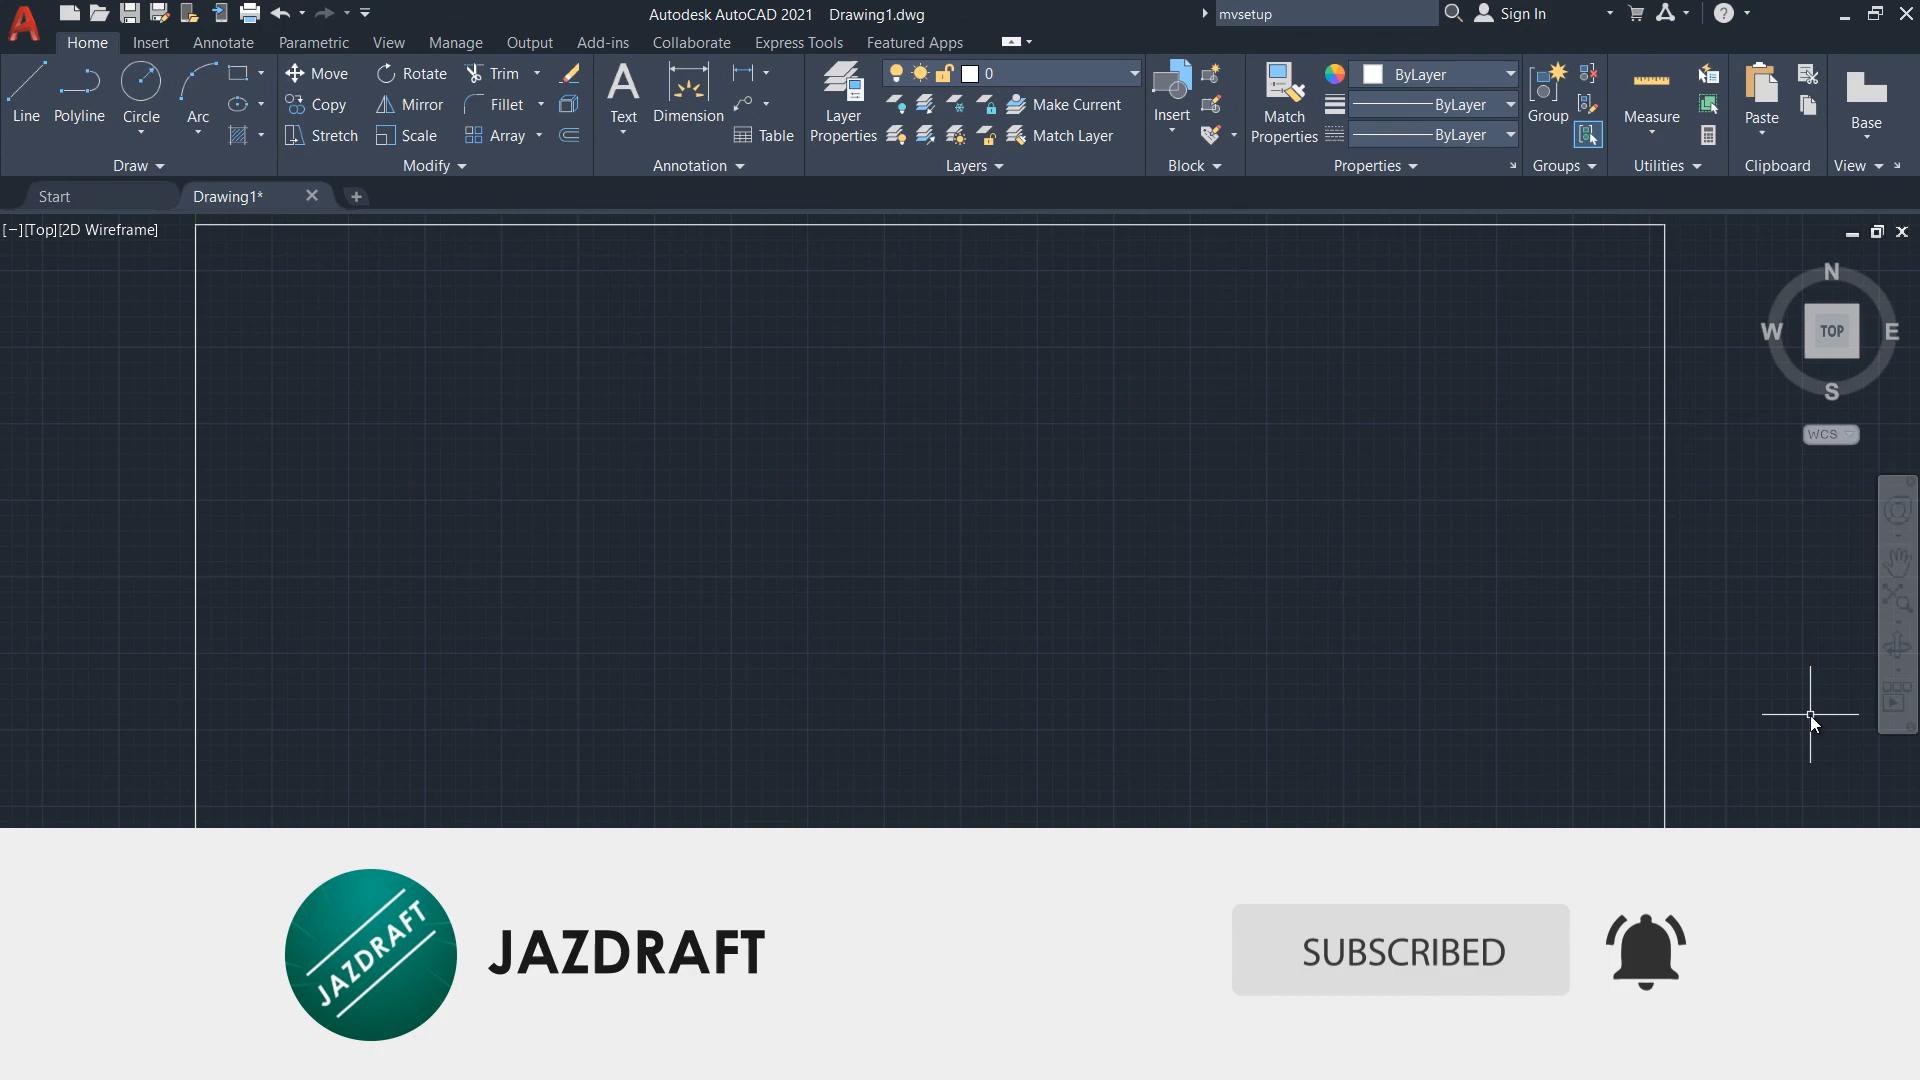 Autodesk AutoCAD 2021 Drawing1.dwg mvsetup Sign In
Home Insert Annotate Parametric View Manage Output Add-ins Collaborate Express Tools Featured Apps
Move Rotate Trim 0 ByLayer
Copy Mirror Fillet Make Current ByLayer
Line Polyline Circle Arc Text Dimension Layer Properties Insert Match Properties Group Measure Paste Base
Stretch Scale Array Table Match Layer ByLayer
Draw Modify Annotation Layers Block Properties Groups Utilities Clipboard View
Start Drawing1*
[−][Top][2D Wireframe]
N
W TOP E
S
WCS
JAZDRAFT
JAZDRAFT
SUBSCRIBED